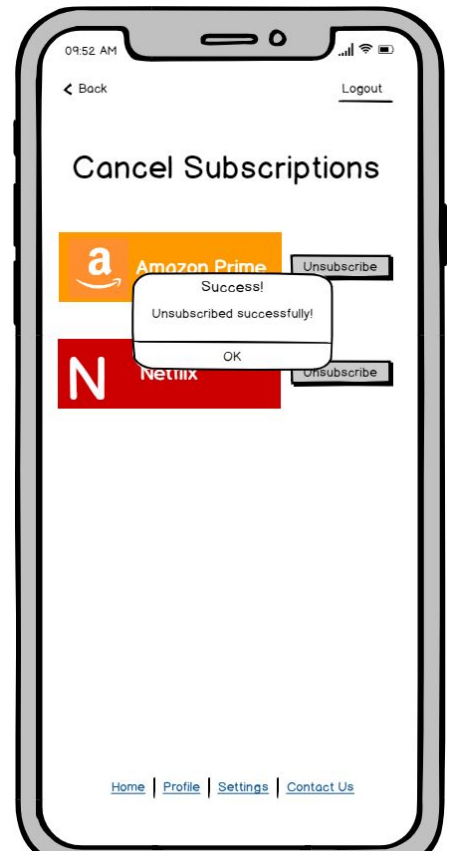 09:52 AM
Back
Logout
Cancel Subscriptions
a
Amazon Prime
Unsubscribe
Success!
Unsubscribed successfully!
OK
N
Netflix
Unsubscribe
Home | Profile | Settings | Contact Us